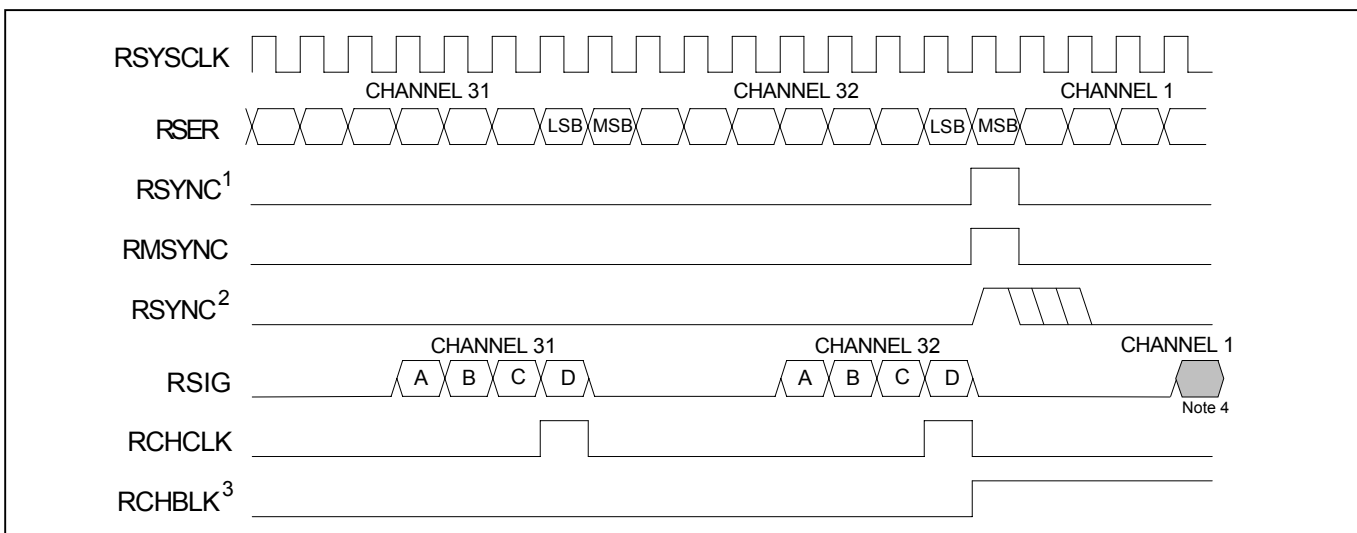 RSYSCLK
CHANNEL 31 CHANNEL 32 CHANNEL 1
RSER LSB MSB LSB MSB
RSYNC1
RMSYNC
RSYNC2
CHANNEL 31 CHANNEL 32 CHANNEL 1
RSIG A B C D A B C D
Note 4
RCHCLK
RCHBLK3